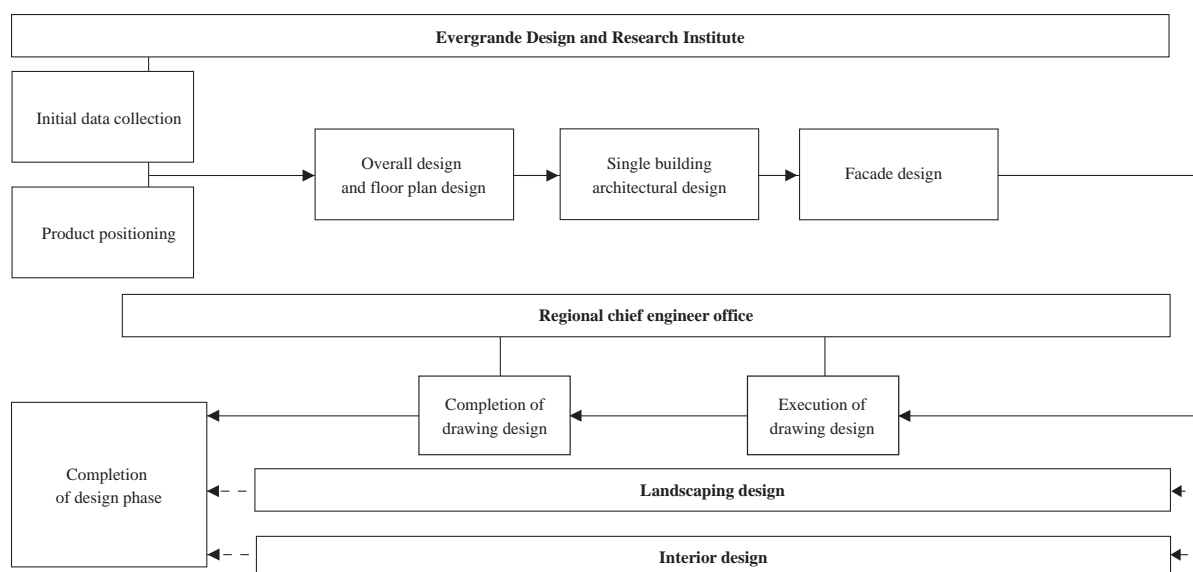 Evergrande Design and Research Institute
Initial data collection
Overall design
and floor plan design
Single building
architectural design
Facade design
Product positioning
Regional chief engineer office
Completion of
drawing design
Execution of
drawing design
Completion
of design phase
Landscaping design
Interior design